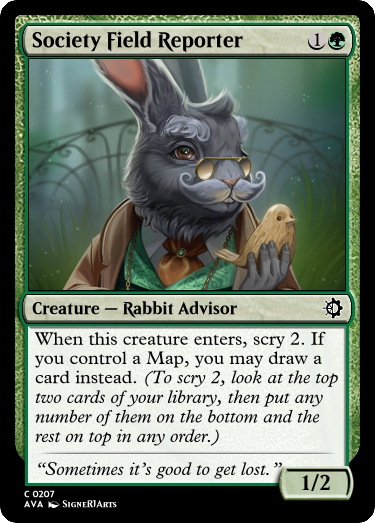 Society Field Reporter 1
Creature — Rabbit Advisor
When this creature enters, scry 2. If
you control a Map, you may draw a
card instead. (To scry 2, look at the top
two cards of your library, then put any
number of them on the bottom and the
rest on top in any order.)
“Sometimes it’s good to get lost.”
1/2
C 0207
AVA SignerJArts